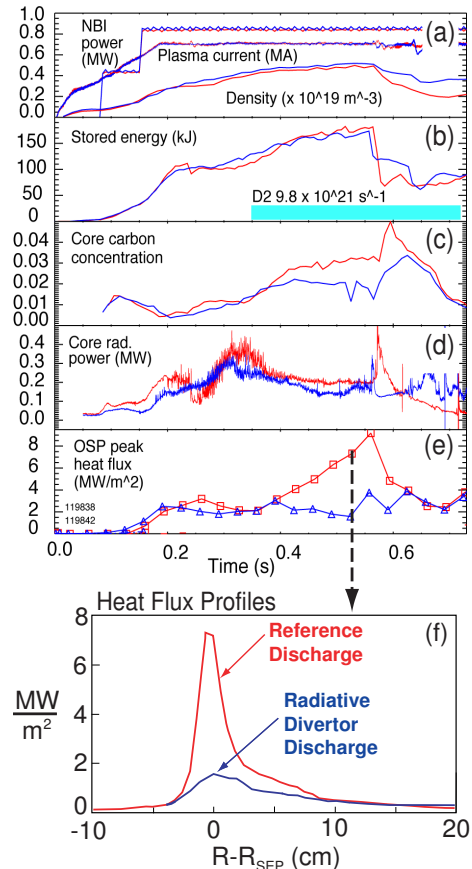 1.0
0.8
0.6
0.4
0.2
0.0
NBI
power
(MW)
(a)
Plasma current (MA)
Density (x 10^19 m^-3)
150
100
50
0
Stored energy (kJ)
(b)
D2 9.8 x 10^21 s^-1
0.04
0.03
0.02
0.01
0.00
Core carbon
concentration
(c)
0.4
0.3
0.2
0.1
0.0
Core rad.
power (MW)
(d)
8
6
4
2
0
OSP peak
heat flux
(MW/m^2)
(e)
119838
119842
0.0 0.2 0.4 0.6
Time (s)
Heat Flux Profiles
(f)
8
6
4
2
0
MW
m²
Reference
Discharge
Radiative
Divertor
Discharge
-10 0 10 20
R-RSEP (cm)